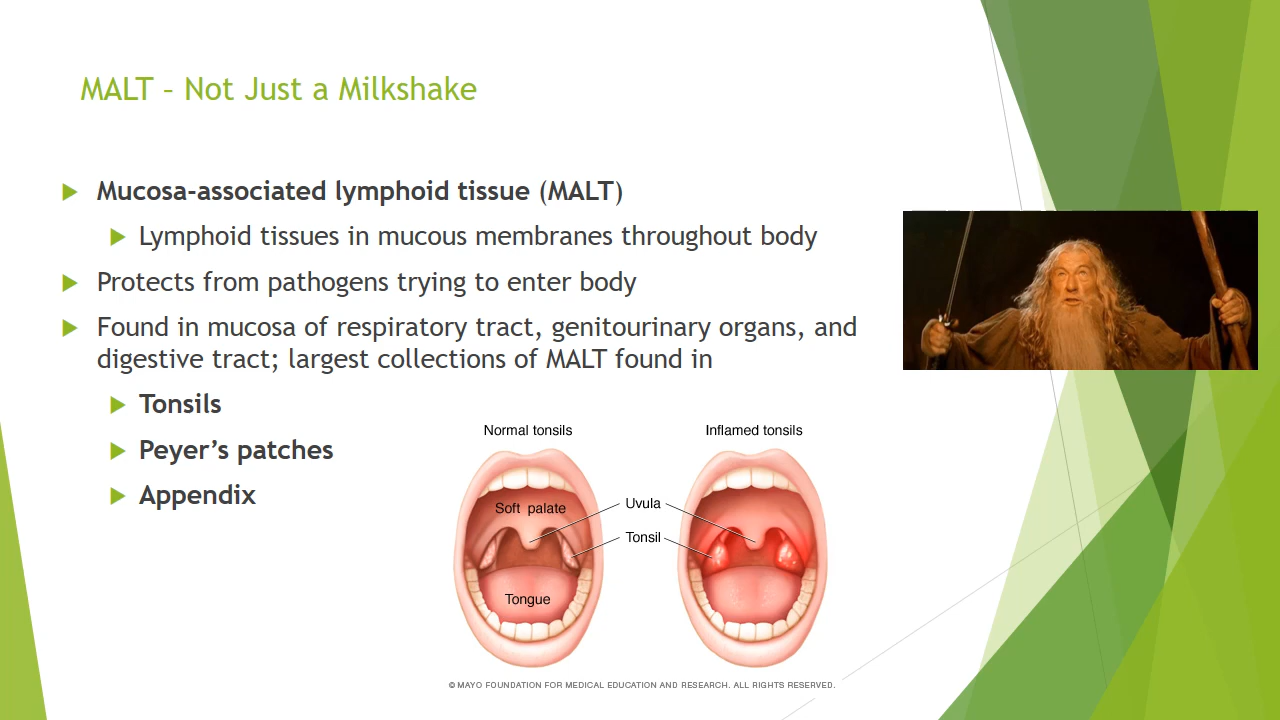 MALT – Not Just a Milkshake
Mucosa-associated lymphoid tissue (MALT)
Lymphoid tissues in mucous membranes throughout body
Protects from pathogens trying to enter body
Found in mucosa of respiratory tract, genitourinary organs, and
digestive tract; largest collections of MALT found in
Tonsils
Peyer’s patches
Appendix
Normal tonsils
Inflamed tonsils
Soft palate
Uvula
Tonsil
Tongue
© MAYO FOUNDATION FOR MEDICAL EDUCATION AND RESEARCH. ALL RIGHTS RESERVED.